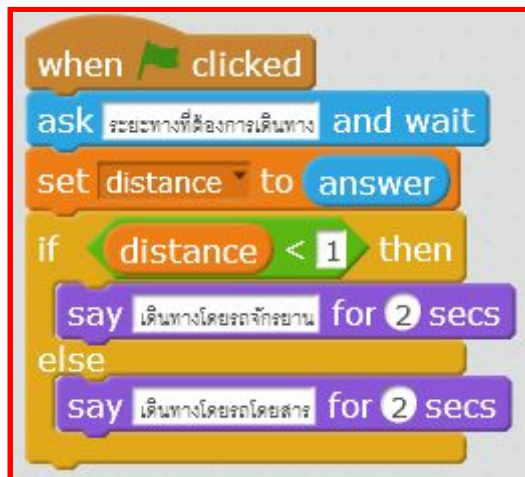 when clicked
ask ระยะทางที่ต้องการเดินทาง and wait
set distance to answer
if distance < 1 then
say เดินทางโดยรถจักรยาน for 2 secs
else
say เดินทางโดยรถโดยสาร for 2 secs